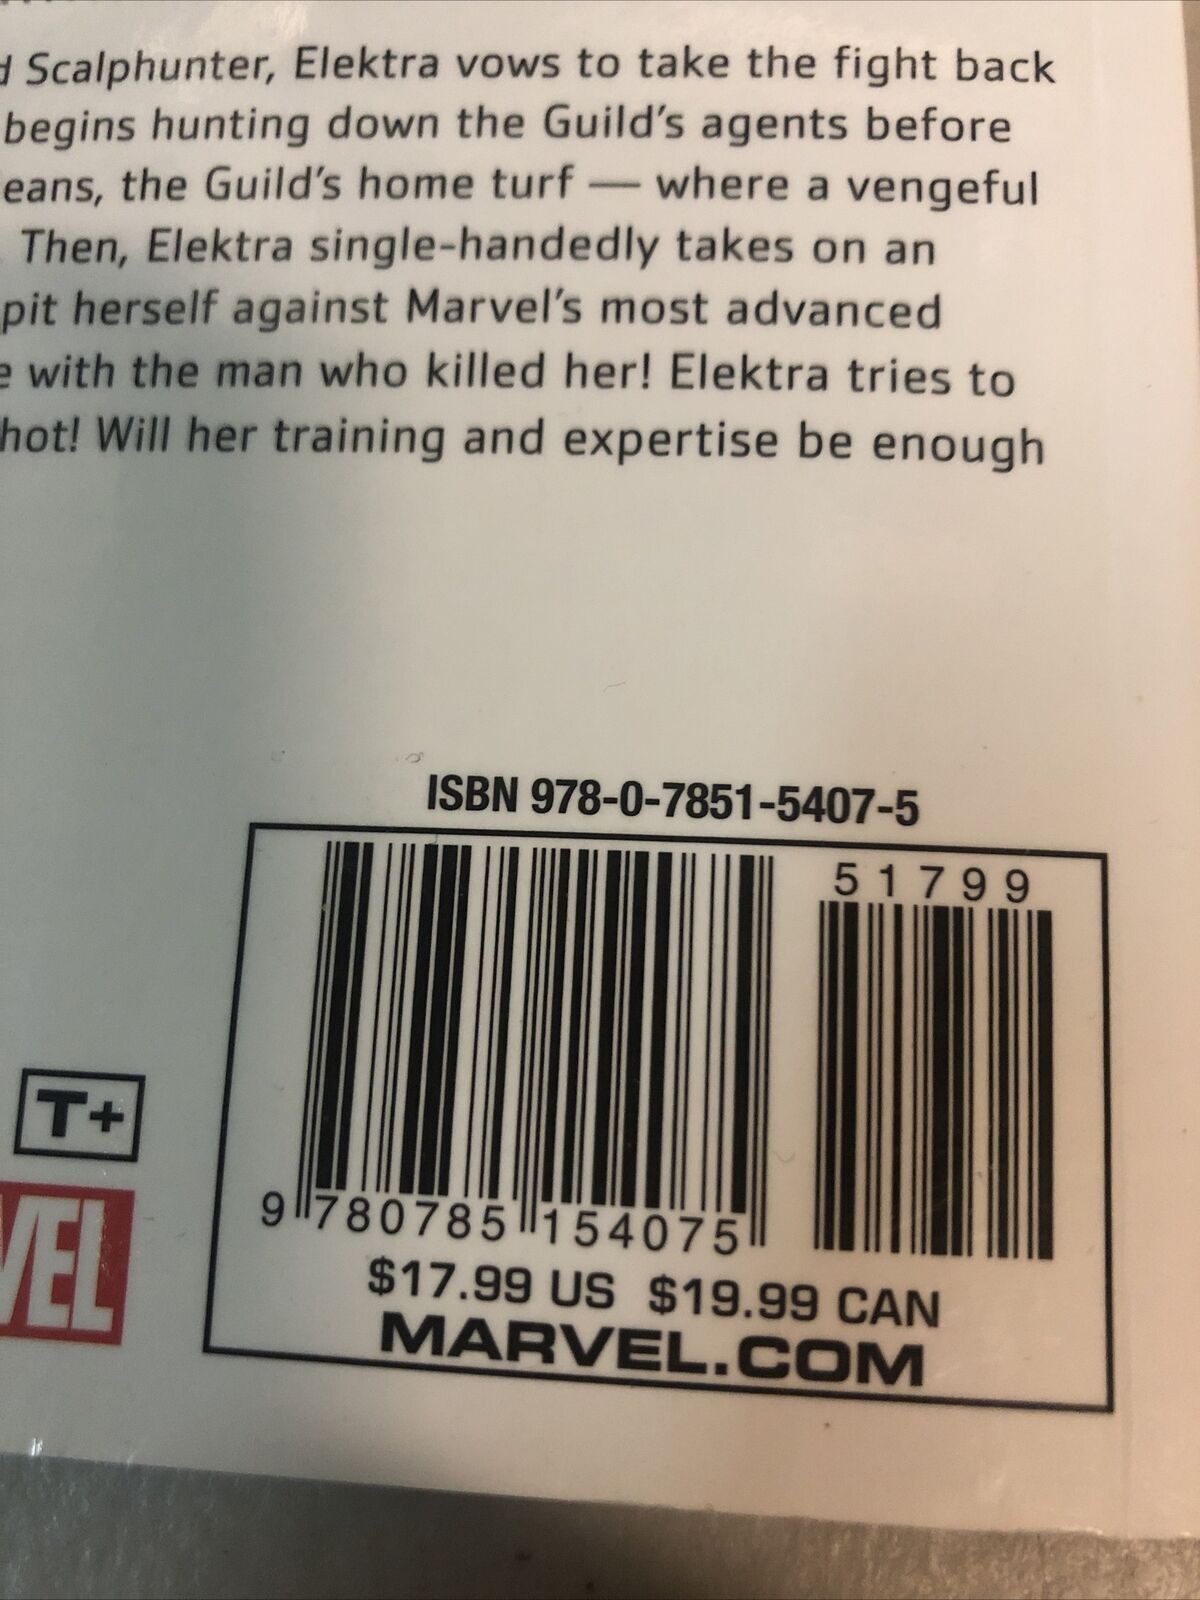 Scalphunter, Elektra vows to take the fight back
begins hunting down the Guild's agents before
eans, the Guild's home turf — where a vengeful
Then, Elektra single-handedly takes on an
pit herself against Marvel's most advanced
e with the man who killed her! Elektra tries to
hot! Will her training and expertise be enough
ISBN 978-0-7851-5407-5
51799
9 780785 154075
$17.99 US $19.99 CAN
MARVEL.COM
T+
VEL